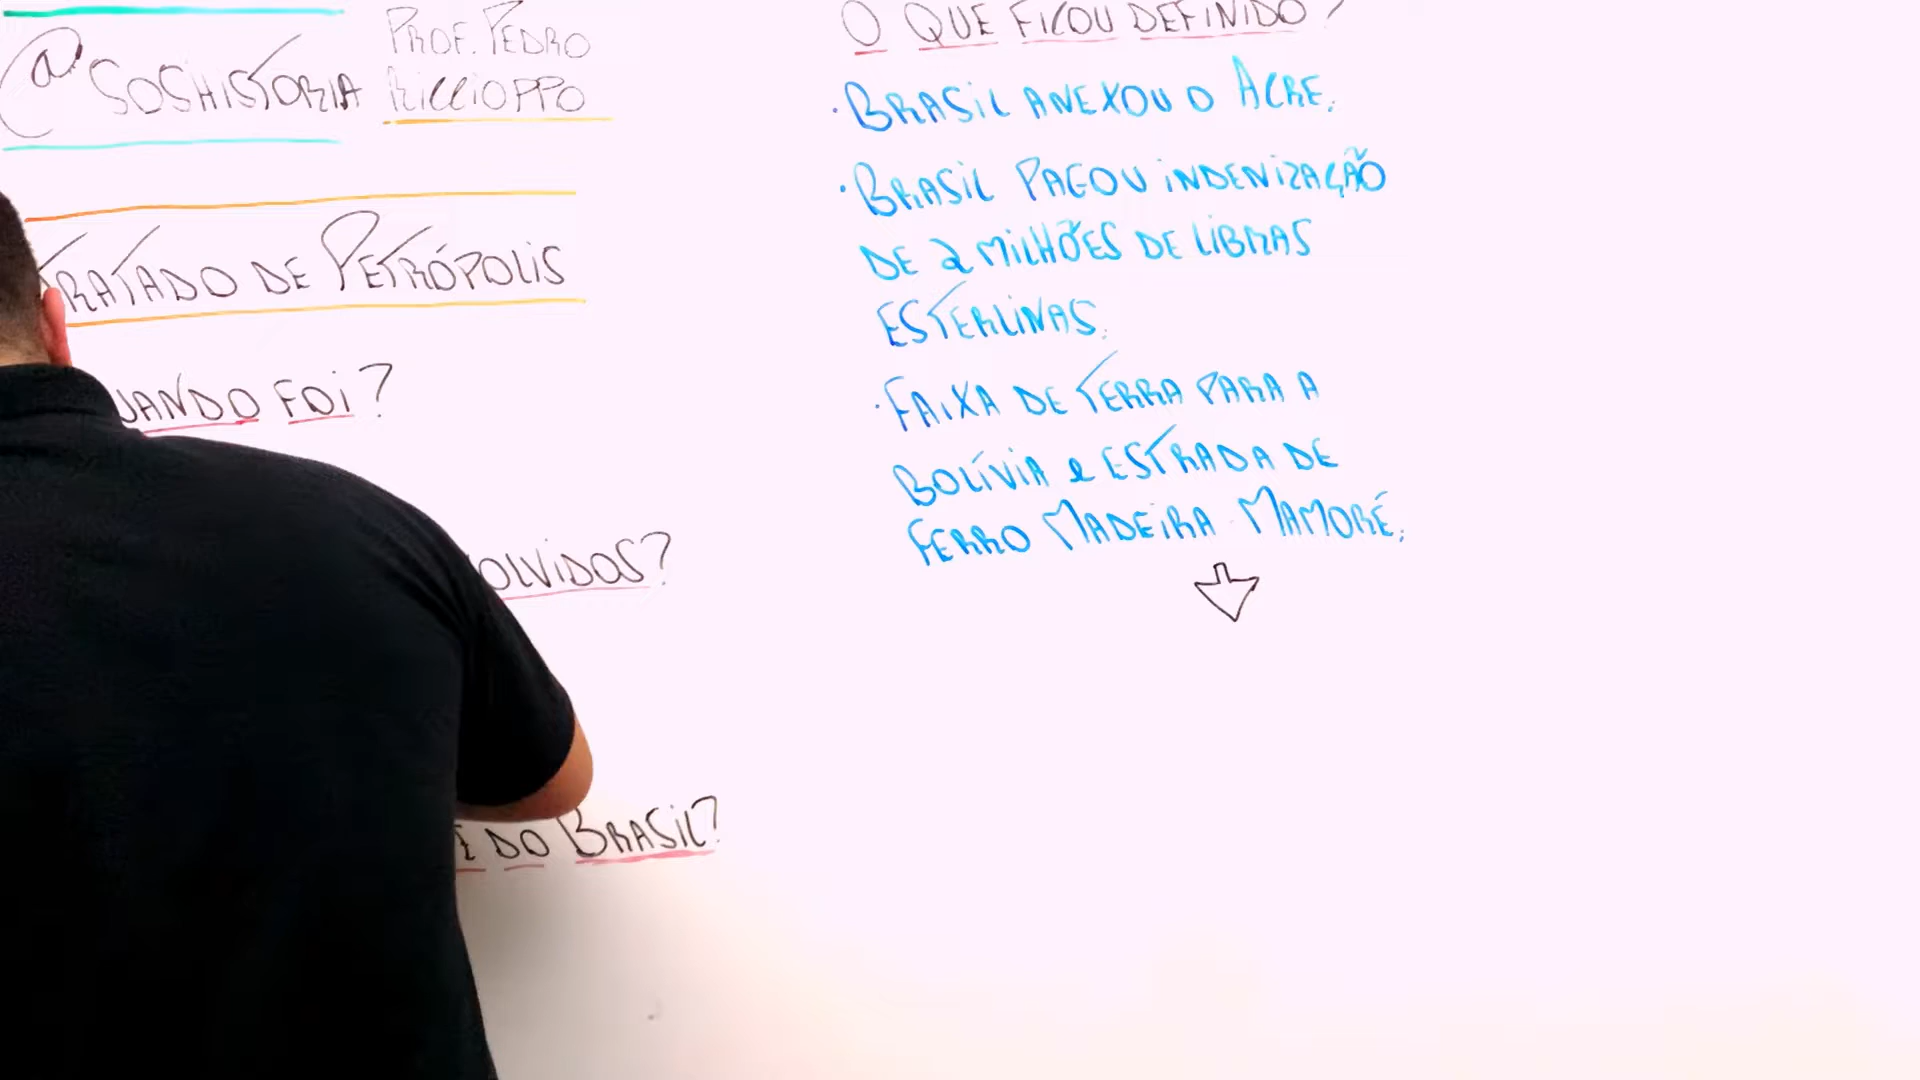 @SOSHISTORIA
PROF. PEDRO
RICCIOPPO
TRATADO DE PETRÓPOLIS
UANDO FOI?
OLVIDOS?
E DO BRASIL?
O QUE FICOU DEFINIDO?
· BRASIL ANEXOU O ACRE.
· BRASIL PAGOU INDENIZAÇÃO
DE 2 MILHÕES DE LIBRAS
ESTERLINAS.
· FAIXA DE TERRA PARA A
BOLÍVIA e ESTRADA DE
FERRO MADEIRA-MAMORÉ;